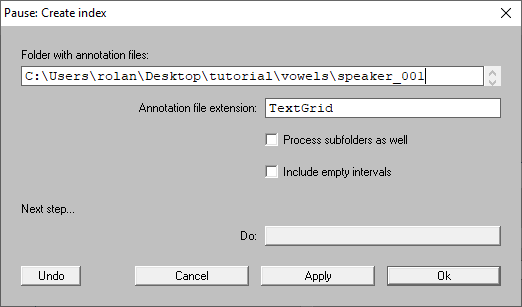 Pause: Create index
Folder with annotation files:
C:\Users\rolan\Desktop\tutorial\vowels\speaker_001
Annotation file extension: TextGrid
Process subfolders as well
Include empty intervals
Next step...
Do:
Undo Cancel Apply Ok